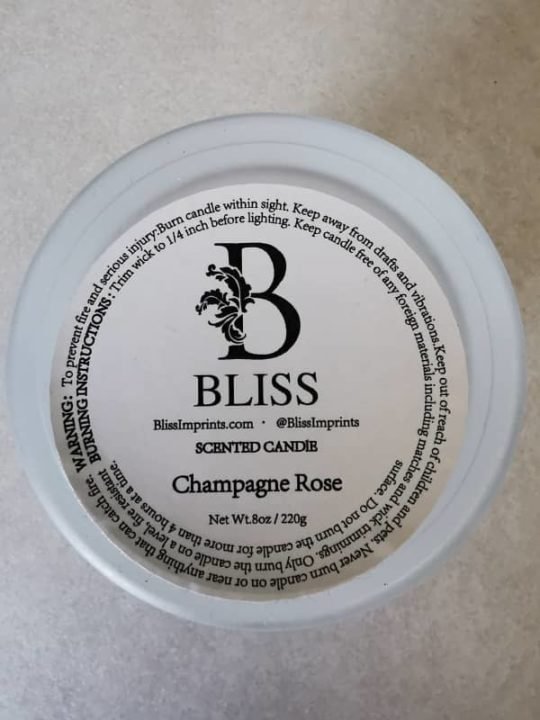 WARNING: To prevent fire and serious injury:Burn candle within sight. Keep away from drafts and vibrations.Keep out of reach of children and pets. Never burn candle on or near anything that can catch fire.
BURNING INSTRUCTIONS: Trim wick to 1/4 inch before lighting. Keep candle free of any foreign materials including matches and wick trimmings. Only burn the candle on a level, fire resistant
surface. Do not burn the candle for more than 4 hours at a time.
B
BLISS
BlissImprints.com · @BlissImprints
SCENTED CANDlE
Champagne Rose
Net Wt.8oz / 220g